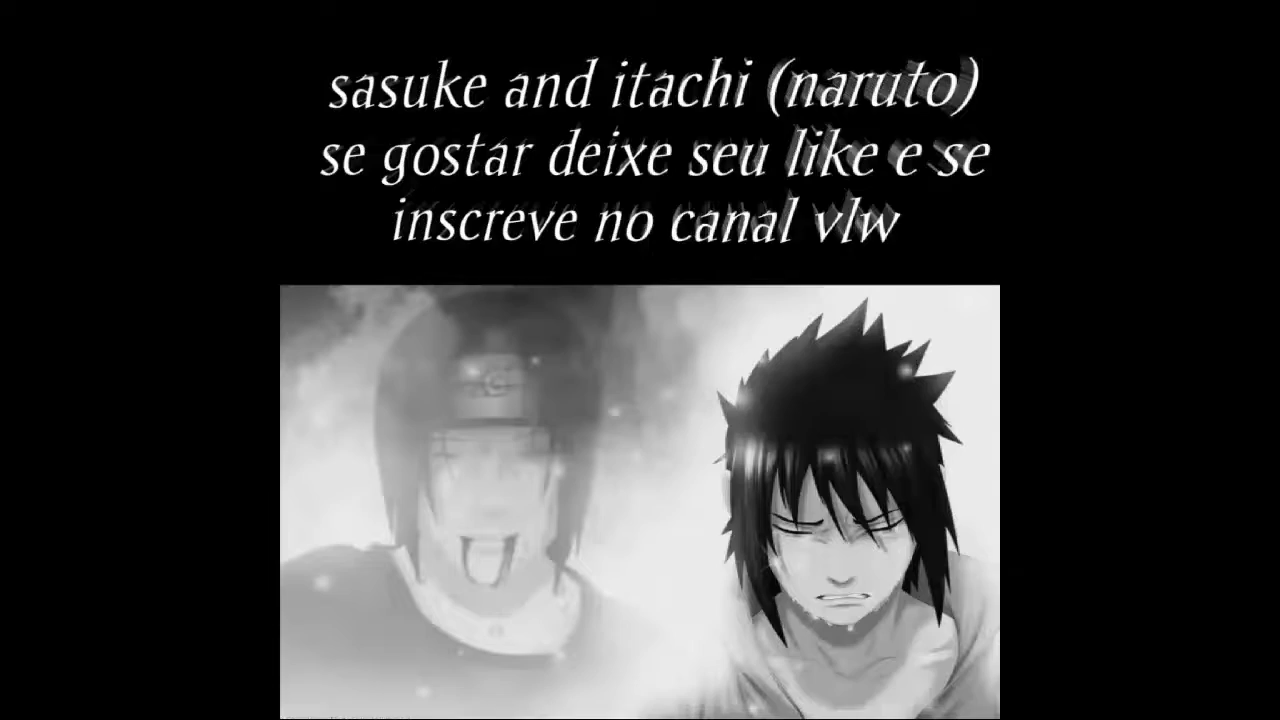 sasuke and itachi (naruto)
se gostar deixe seu like e se
inscreve no canal vlw